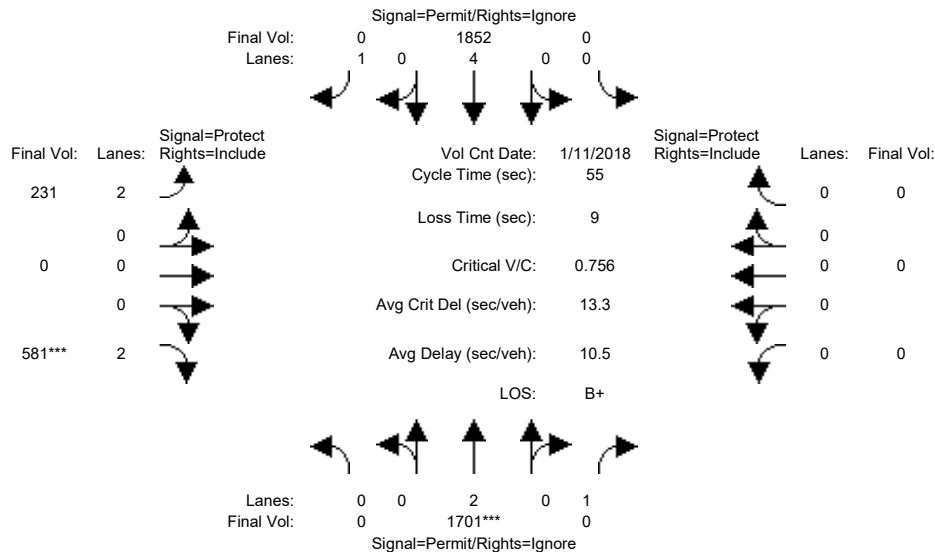 Signal=Permit/Rights=Ignore
Final Vol: 0 1852 0
Lanes: 1 0 4 0 0
Signal=Protect Signal=Protect
Final Vol: Lanes: Rights=Include Vol Cnt Date: 1/11/2018 Rights=Include Lanes: Final Vol:
Cycle Time (sec): 55
231 2 0 0
Loss Time (sec): 9
0 0
0 0 Critical V/C: 0.756 0 0
0 Avg Crit Del (sec/veh): 13.3 0
581*** 2 Avg Delay (sec/veh): 10.5 0 0
LOS: B+
Lanes: 0 0 2 0 1
Final Vol: 0 1701*** 0
Signal=Permit/Rights=Ignore